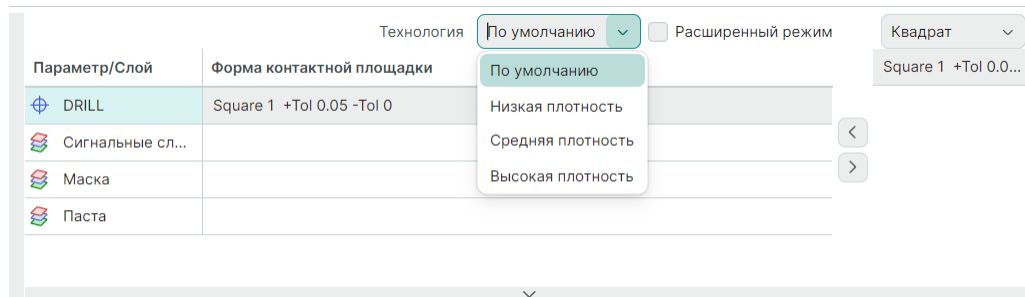 Технология По умолчанию Расширенный режим Квадрат
Параметр/Слой Форма контактной площадки По умолчанию Square 1 +Tol 0.0...
DRILL Square 1 +Tol 0.05 -Tol 0 Низкая плотность
Сигнальные сл... Средняя плотность
Маска Высокая плотность
Паста